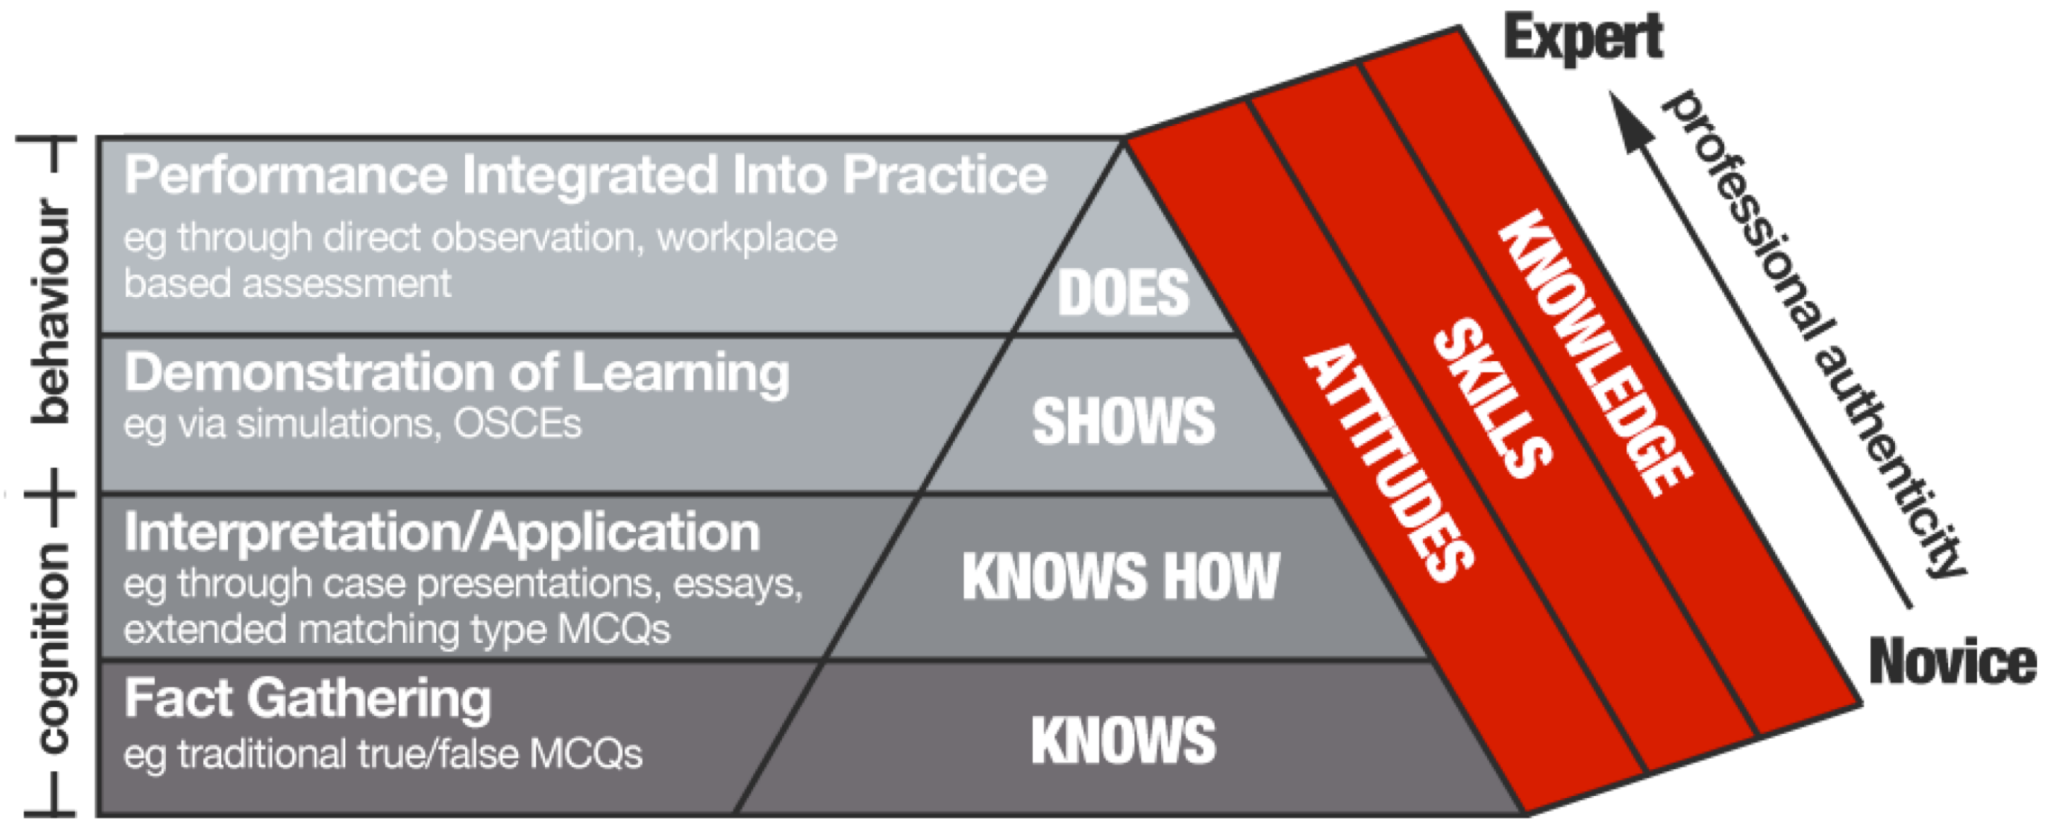 Expert
professional authenticity
Novice
behaviour
cognition
Performance Integrated Into Practice
eg through direct observation, workplace
based assessment
DOES
Demonstration of Learning
eg via simulations, OSCEs
SHOWS
Interpretation/Application
eg through case presentations, essays,
extended matching type MCQs
KNOWS HOW
Fact Gathering
eg traditional true/false MCQs
KNOWS
ATTITUDES
SKILLS
KNOWLEDGE